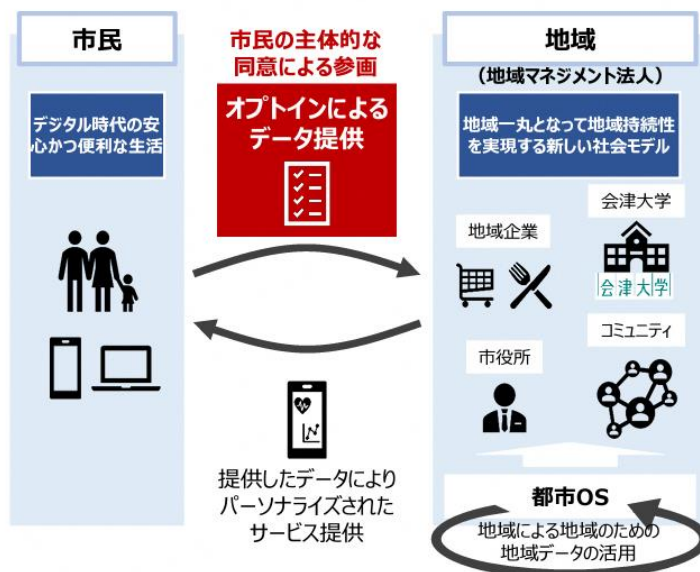 市民
デジタル時代の安
心かつ便利な生活
市民の主体的な
同意による参画
オプトインによる
データ提供
提供したデータにより
パーソナライズされた
サービス提供
地域
(地域マネジメント法人)
地域一丸となって地域持続性
を実現する新しい社会モデル
会津大学
地域企業
会津大学
コミュニティ
市役所
都市OS
地域による地域のための
地域データの活用